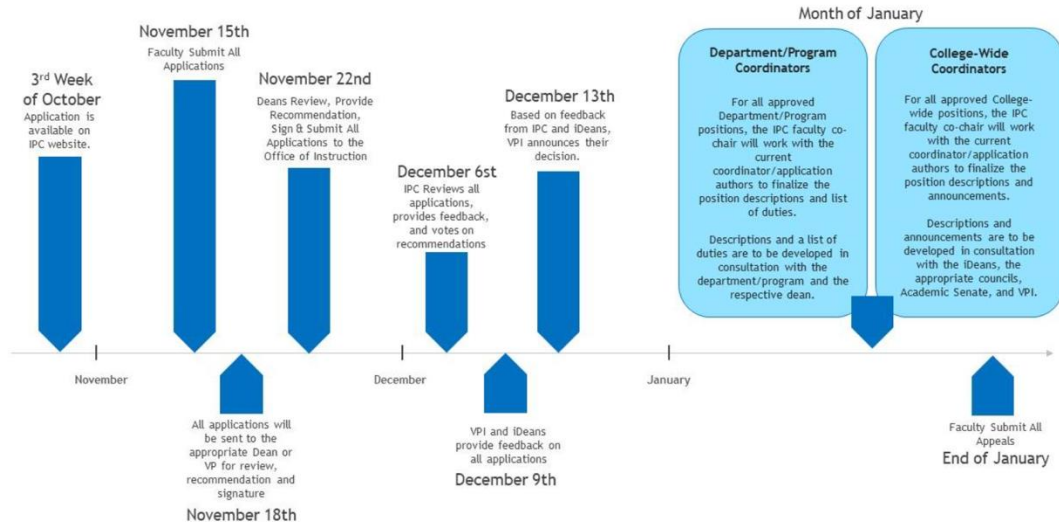 Month of January
November 15th
Faculty Submit All
Applications
3rd Week
of October
Application is
available on
IPC website.
November 22nd
Deans Review, Provide
Recommendation,
Sign & Submit All
Applications to the
Office of Instruction
December 6st
IPC Reviews all
applications,
provides feedback,
and votes on
recommendations
December 13th
Based on feedback
from IPC and iDeans,
VPI announces their
decision.
Department/Program
Coordinators
For all approved
Department/Program
positions, the IPC faculty co-
chair will work with the
current
coordinator/application
authors to finalize the
position descriptions and list
of duties.
Descriptions and a list of
duties are to be developed in
consultation with the
department/program and the
respective dean.
College-Wide
Coordinators
For all approved College-
wide positions, the IPC
faculty co-chair will work
with the current
coordinator/application
authors to finalize the
position descriptions and
announcements.
Descriptions and
announcements are to be
developed in consultation
with the iDeans, the
appropriate councils,
Academic Senate, and VPI.
November
December
January
All applications will
be sent to the
appropriate Dean or
VP for review,
recommendation and
signature
November 18th
VPI and iDeans
provide feedback on
all applications
December 9th
Faculty Submit All
Appeals
End of January